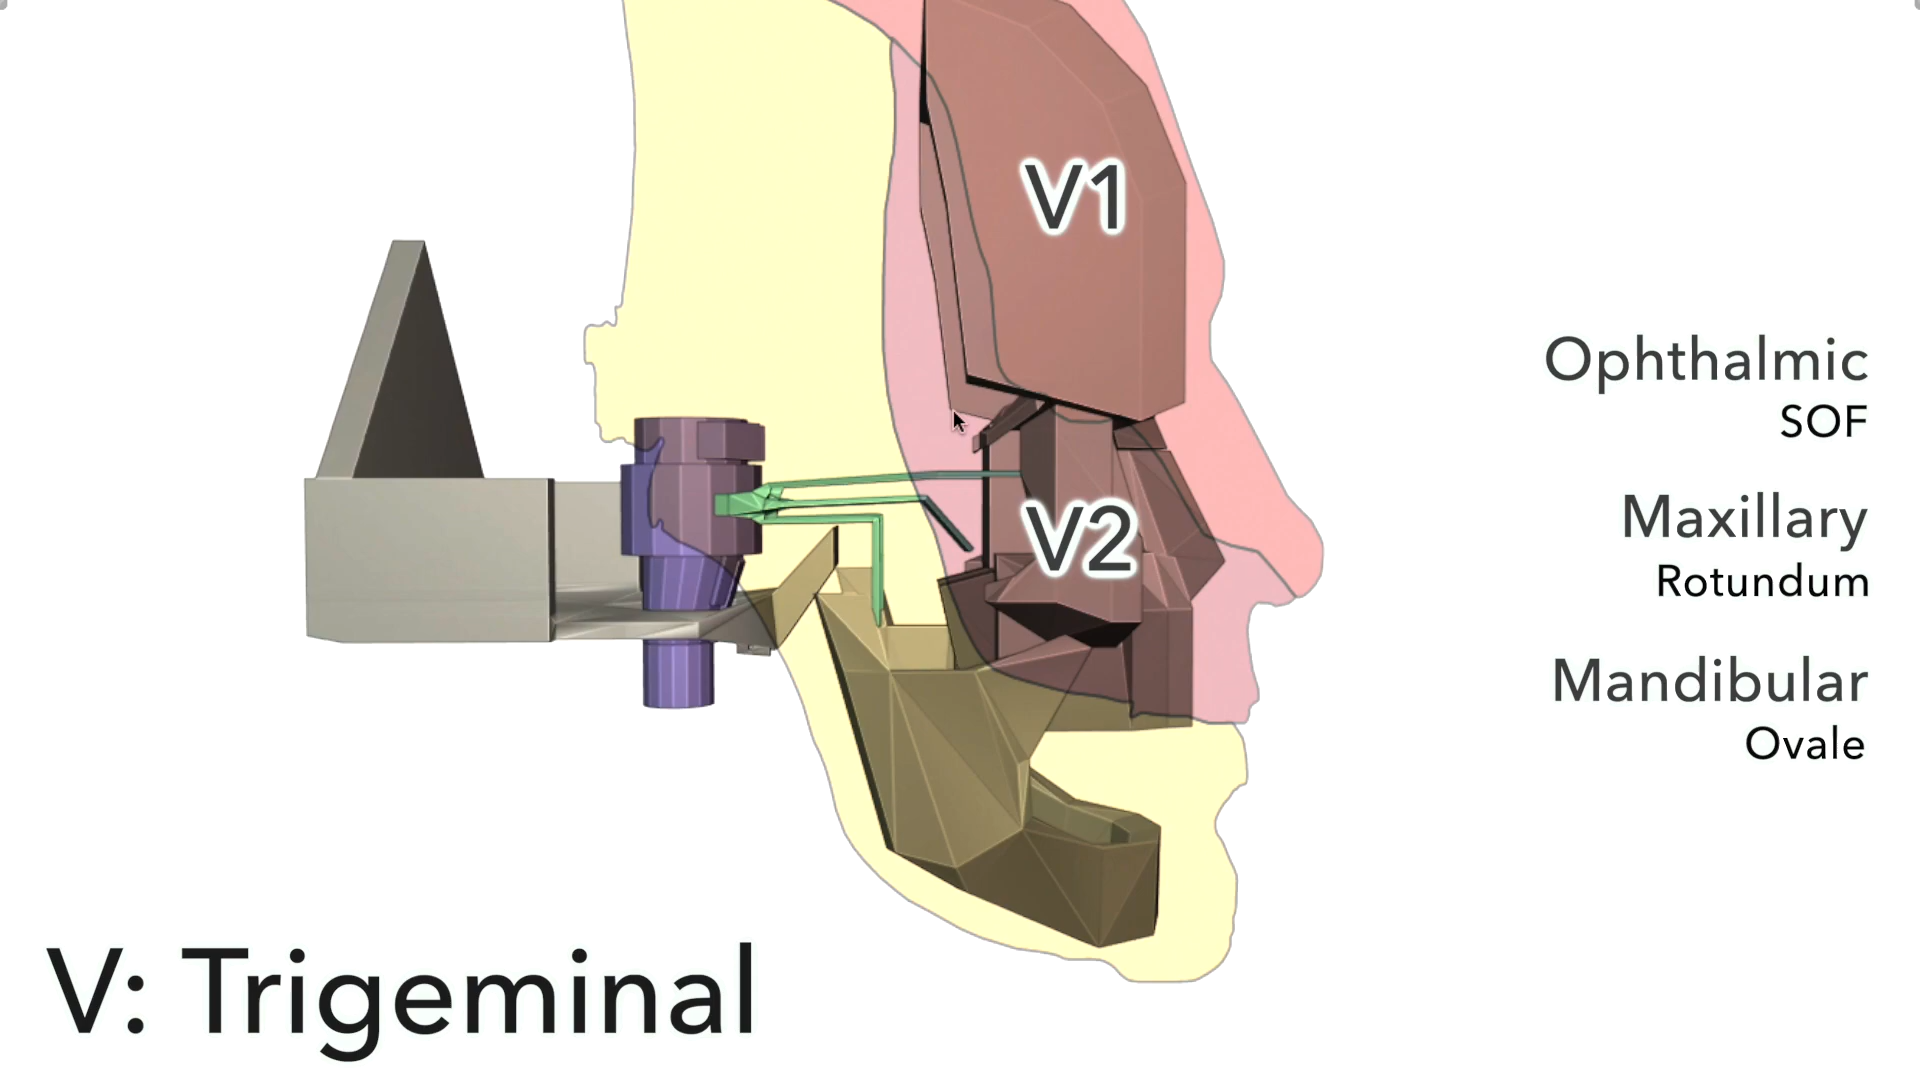 V1
V2
Ophthalmic
SOF
Maxillary
Rotundum
Mandibular
Ovale
V: Trigeminal